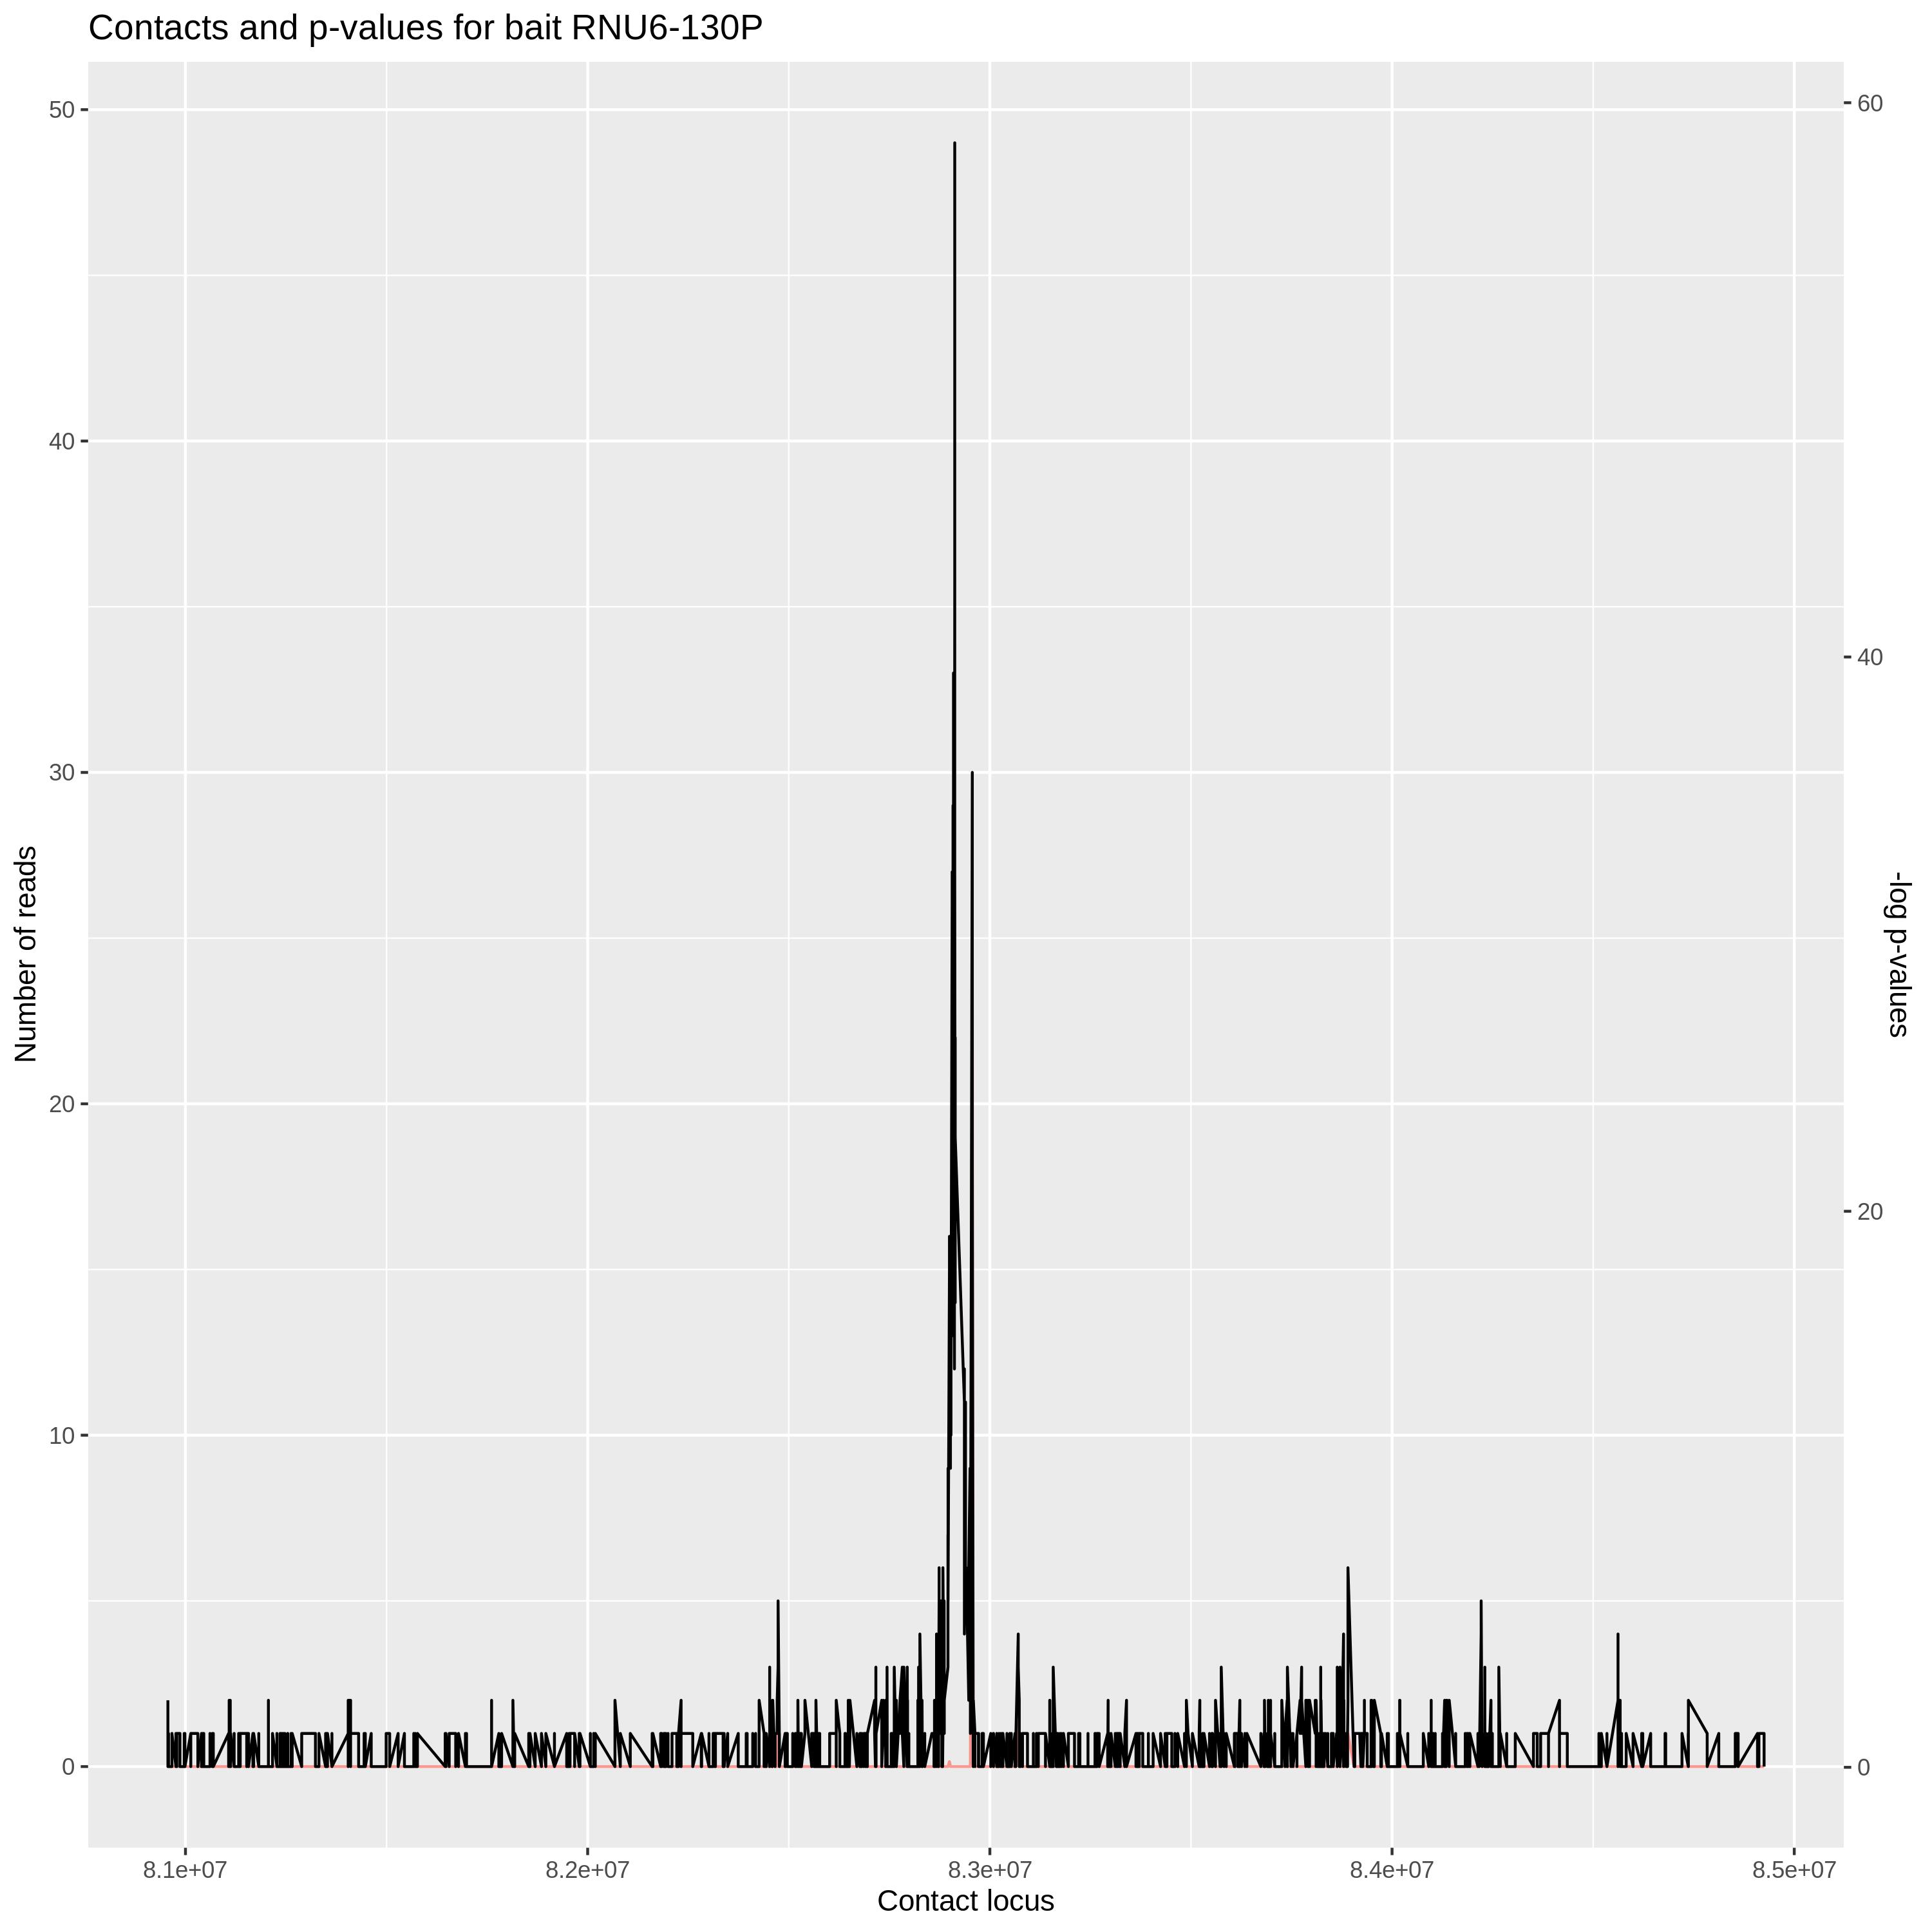 Contacts and p-values for bait RNU6-130P
50
40
30
20
10
0
Number of reads
60
40
20
0
-log p-values
8.1e+07
8.2e+07
8.3e+07
8.4e+07
8.5e+07
Contact locus